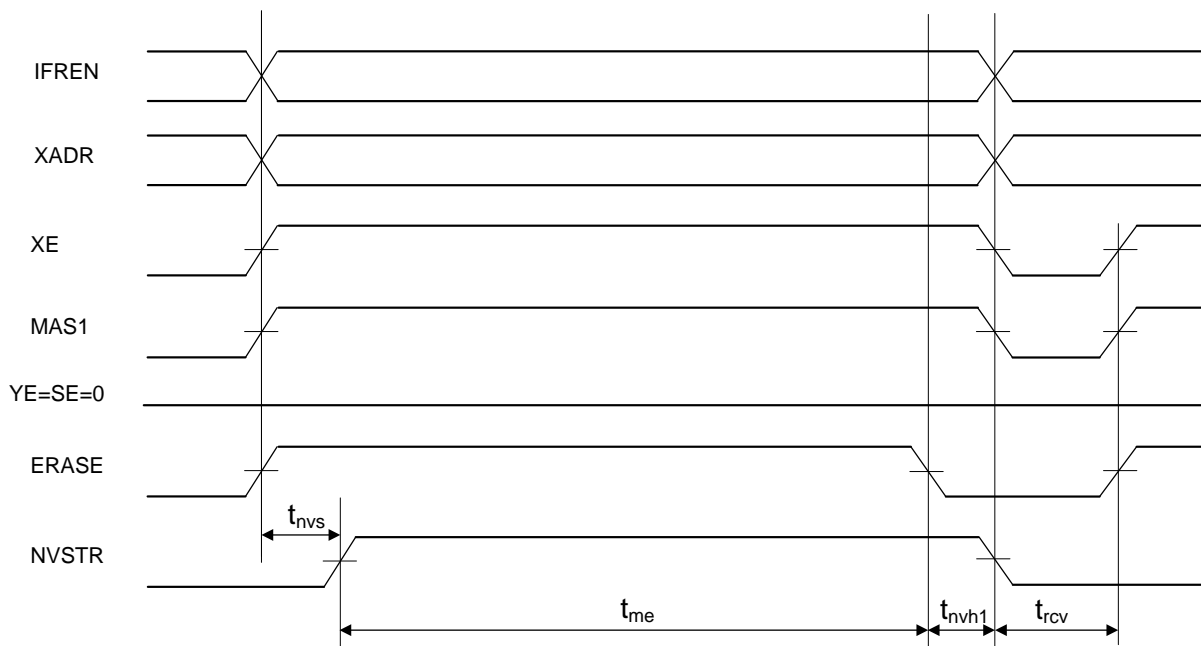 IFREN
XADR
XE
MAS1
YE=SE=0
ERASE
tnvs
NVSTR
tme
tnvh1
trcv